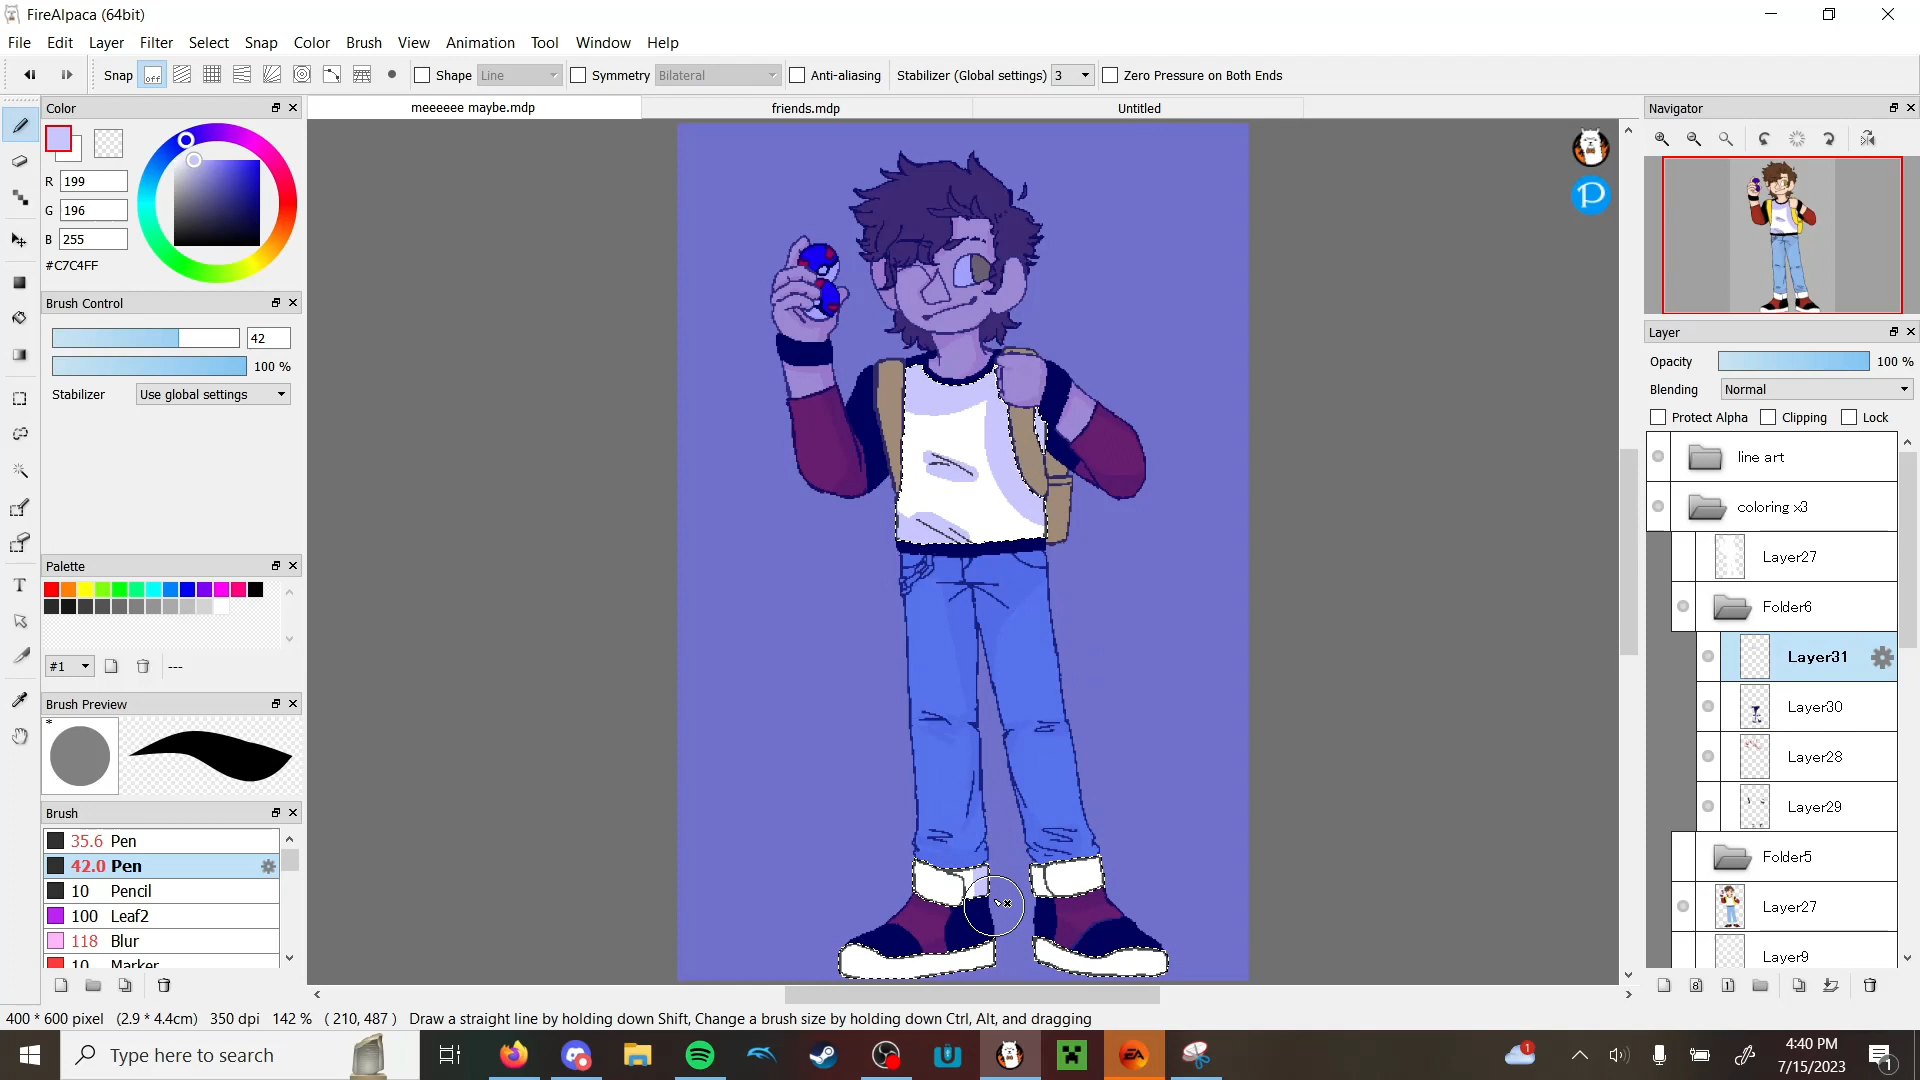 FireAlpaca (64bit)
File Edit Layer Filter Select Snap Color Brush View Animation Tool Window Help
Snap off Shape Line Symmetry Bilateral Anti-aliasing Stabilizer (Global settings) 3 Zero Pressure on Both Ends
Color
meeeeee maybe.mdp friends.mdp Untitled
Navigator
R 199
G 196
B 255
#C7C4FF
Brush Control
42
100 %
Stabilizer Use global settings
Palette
#1 ---
Brush Preview
*
Brush
35.6 Pen
42.0 Pen
10 Pencil
100 Leaf2
118 Blur
10 Marker
P
Layer
Opacity 100 %
Blending Normal
Protect Alpha Clipping Lock
line art
coloring x3
Layer27
Folder6
Layer31
Layer30
Layer28
Layer29
Folder5
Layer27
Layer9
8 1
400 * 600 pixel (2.9 * 4.4cm) 350 dpi 142 % ( 210, 487 ) Draw a straight line by holding down Shift, Change a brush size by holding down Ctrl, Alt, and dragging
Type here to search
EA
1
4:40 PM
7/15/2023
1